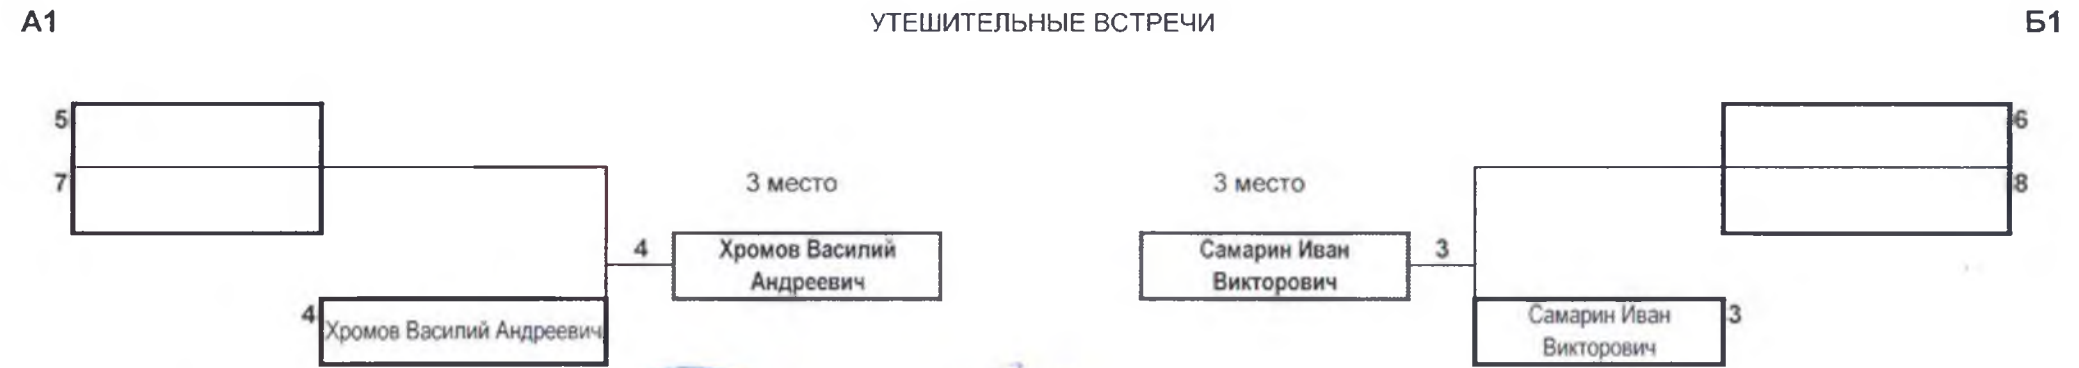 А1 УТЕШИТЕЛЬНЫЕ ВСТРЕЧИ Б1
5 6
7 3 место 3 место 8
4 Хромов Василий Андреевич Самарин Иван Викторович 3
4 Хромов Василий Андреевич Самарин Иван Викторович 3